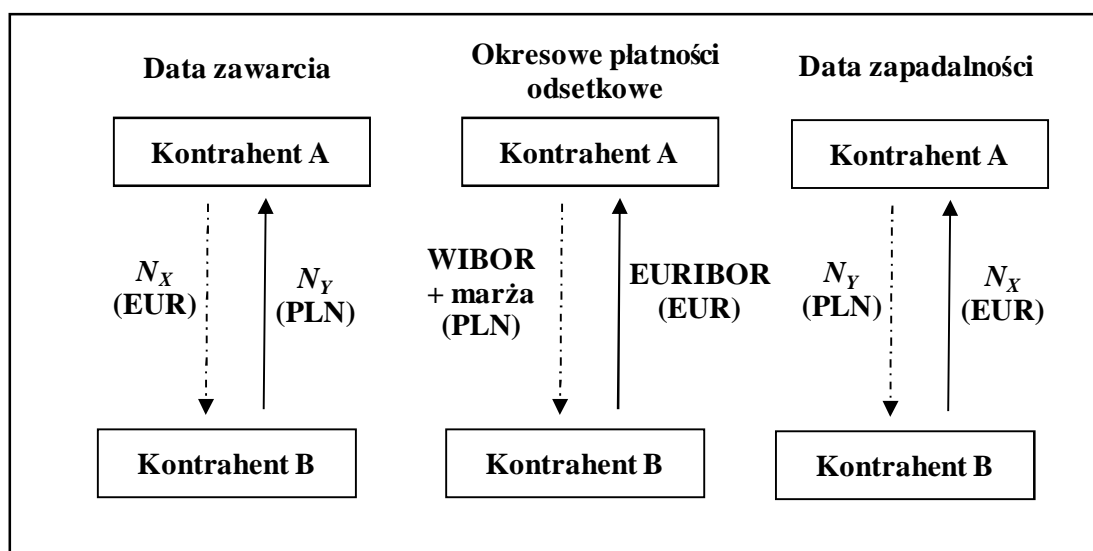 Data zawarcia
Kontrahent A
N_X
(EUR)
N_Y
(PLN)
Kontrahent B
Okresowe płatności
odsetkowe
Kontrahent A
WIBOR
+ marża
(PLN)
EURIBOR
(EUR)
Kontrahent B
Data zapadalności
Kontrahent A
N_Y
(PLN)
N_X
(EUR)
Kontrahent B